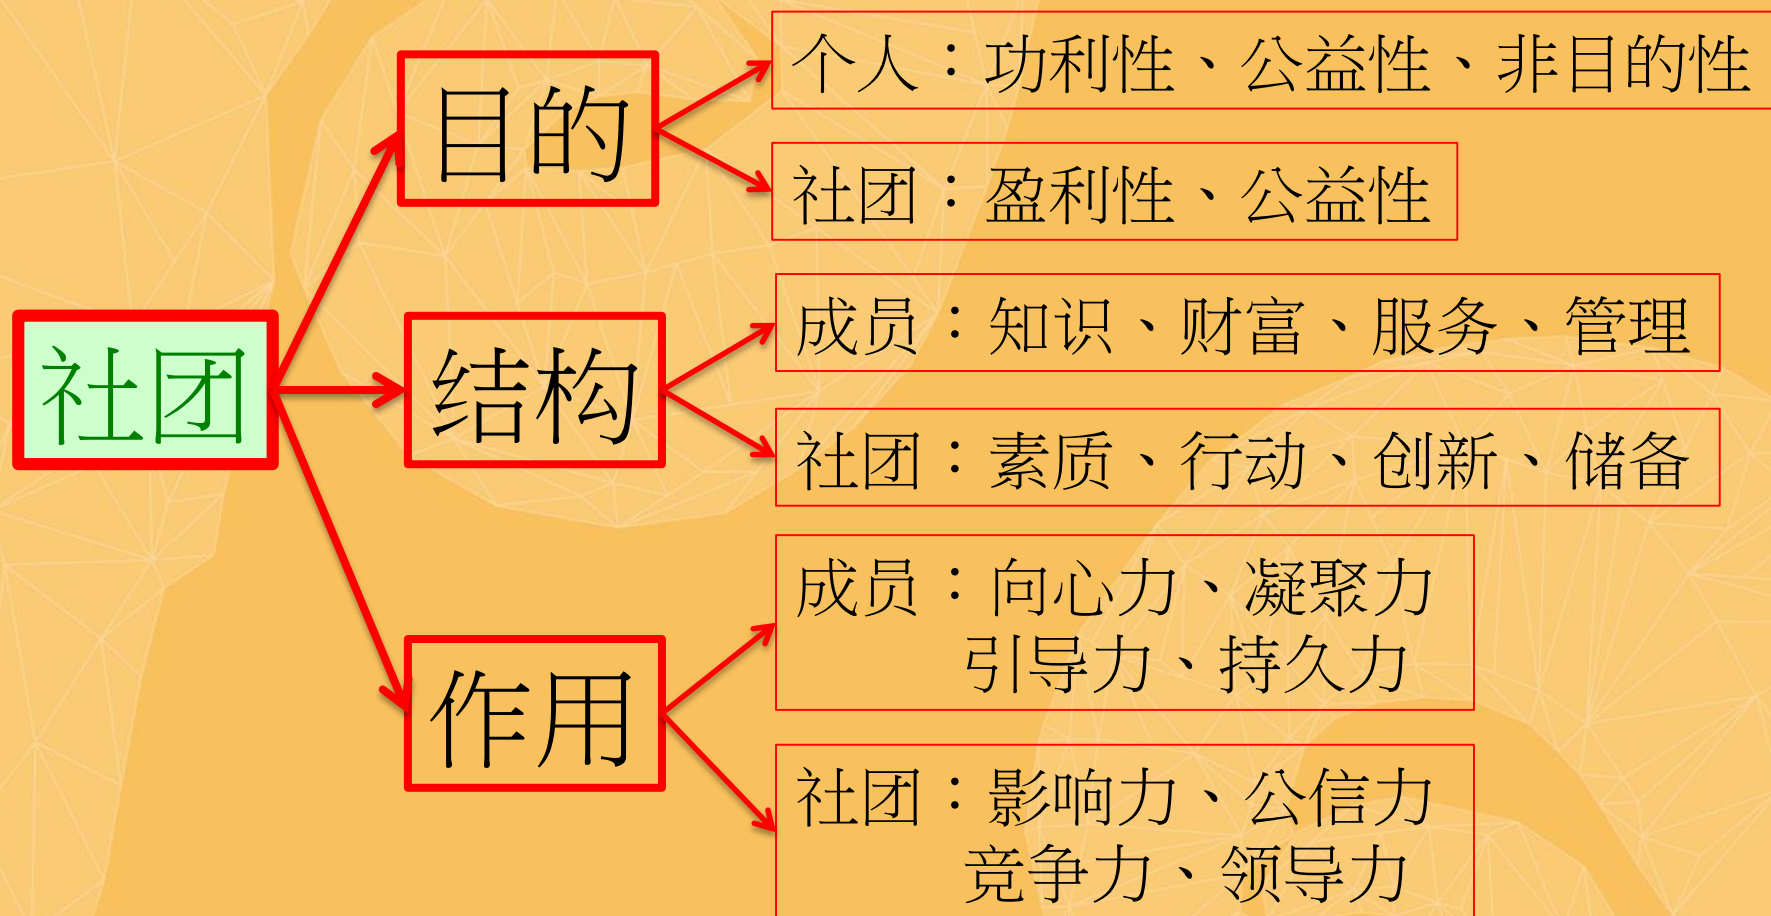 社团
目的
个人：功利性、公益性、非目的性
社团：盈利性、公益性
结构
成员：知识、财富、服务、管理
社团：素质、行动、创新、储备
作用
成员：向心力、凝聚力
引导力、持久力
社团：影响力、公信力
竞争力、领导力